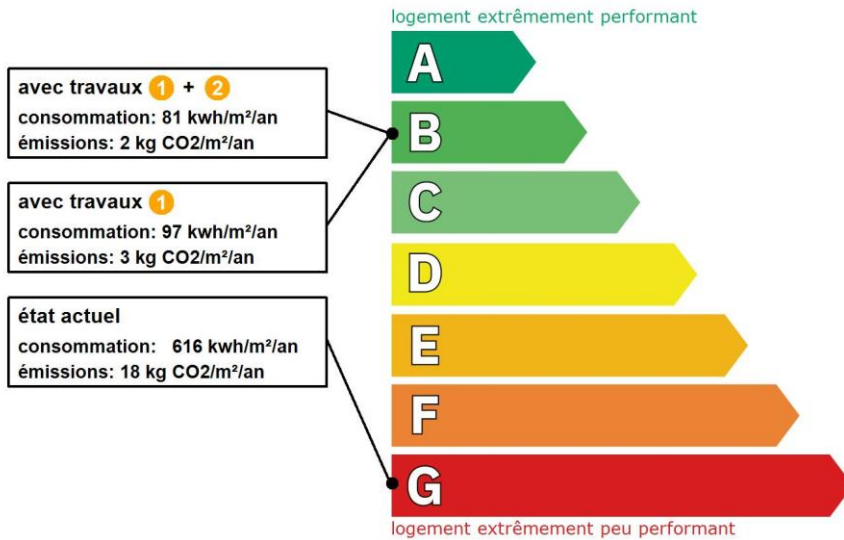 logement extrêmement performant
avec travaux 1 + 2
consommation: 81 kwh/m²/an
émissions: 2 kg CO2/m²/an
avec travaux 1
consommation: 97 kwh/m²/an
émissions: 3 kg CO2/m²/an
état actuel
consommation: 616 kwh/m²/an
émissions: 18 kg CO2/m²/an
A
B
C
D
E
F
G
logement extrêmement peu performant